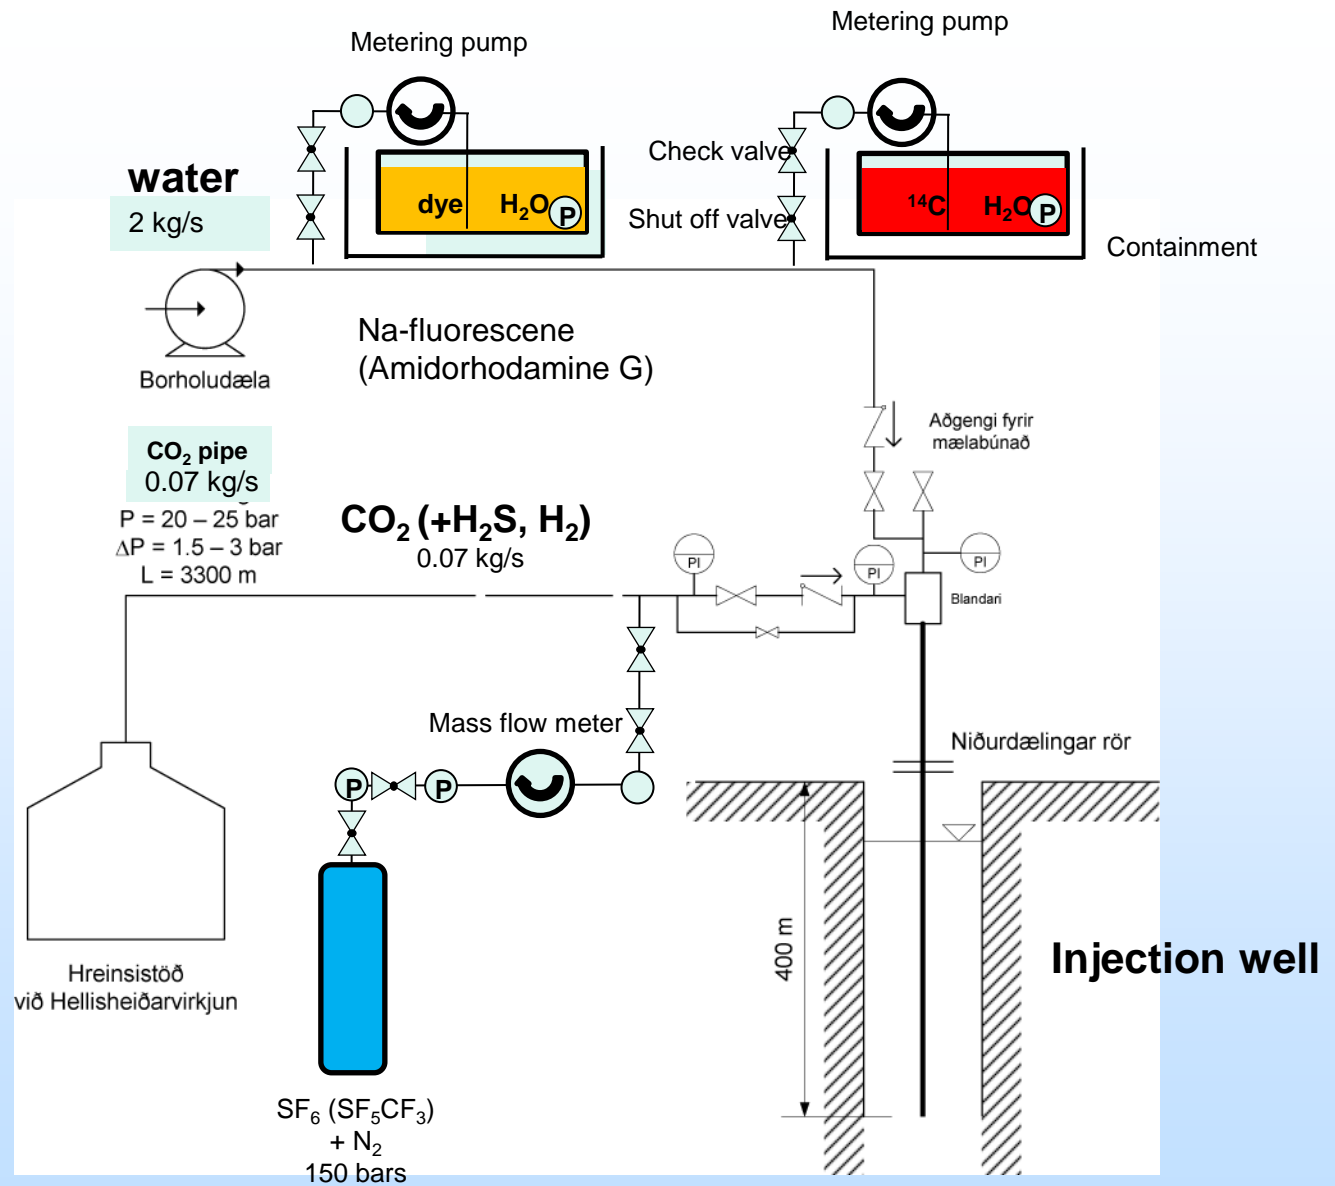 Metering pump
Metering pump
water
2 kg/s
dye H₂O P
Check valve
Shut off valve
¹⁴C H₂O P
Containment
Borholudæla
Na-fluorescene
(Amidorhodamine G)
Aðgengi fyrir
mælabúnað
CO₂ pipe
0.07 kg/s
P = 20 – 25 bar
ΔP = 1.5 – 3 bar
L = 3300 m
CO₂ (+H₂S, H₂)
0.07 kg/s
PI
PI
PI
Blandari
Mass flow meter
P
P
Niðurdælingar rör
400 m
Injection well
Hreinsistöð
við Hellisheiðarvirkjun
SF₆ (SF₅CF₃)
+ N₂
150 bars